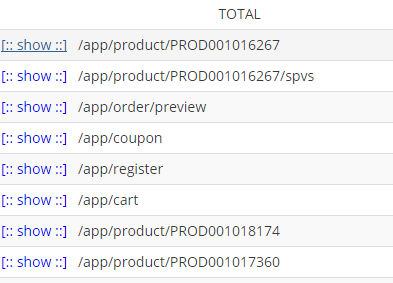 TOTAL
[:: show ::] /app/product/PROD001016267
[:: show ::] /app/product/PROD001016267/spvs
[:: show ::] /app/order/preview
[:: show ::] /app/coupon
[:: show ::] /app/register
[:: show ::] /app/cart
[:: show ::] /app/product/PROD001018174
[:: show ::] /app/product/PROD001017360